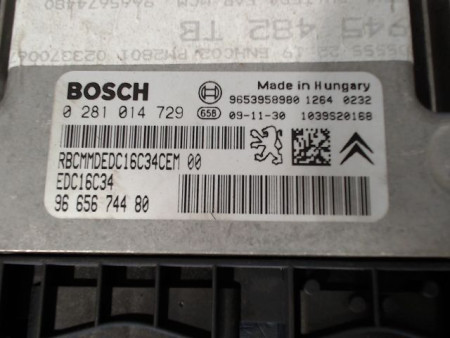 BOSCH
Made in Hungary
9653958980 1264 0232
0 281 014 729
658
09-11-30 1039S20168
RBCMMDEDC16C34CEM 00
EDC16C34
96 656 744 80
945 482 TB